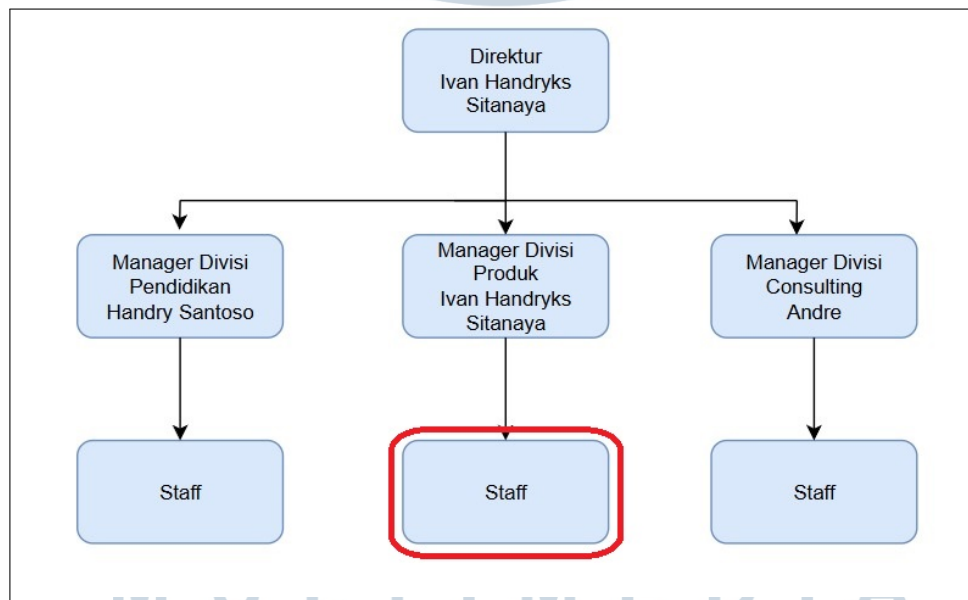 Direktur
Ivan Handryks
Sitanaya
Manager Divisi
Pendidikan
Handry Santoso
Manager Divisi
Produk
Ivan Handryks
Sitanaya
Manager Divisi
Consulting
Andre
Staff
Staff
Staff